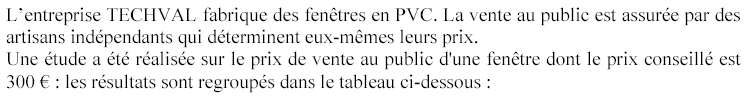 L'entreprise TECHVAL fabrique des fenêtres en PVC. La vente au public est assurée par des
artisans indépendants qui déterminent eux-mêmes leurs prix.
Une étude a été réalisée sur le prix de vente au public d'une fenêtre dont le prix conseillé est
300 € : les résultats sont regroupés dans le tableau ci-dessous :